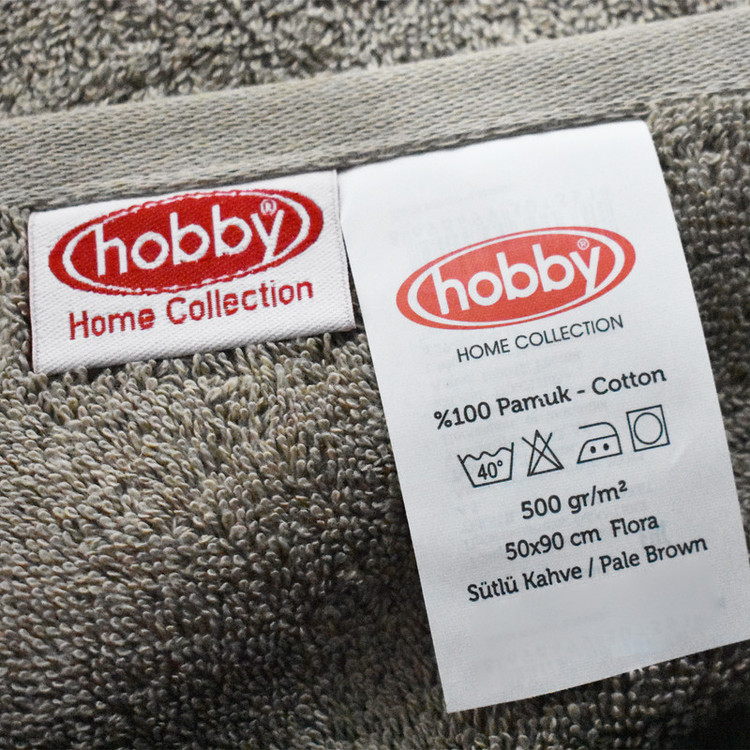 hobby®
Home Collection
hobby®
HOME COLLECTION
%100 Pamuk - Cotton
40°
500 gr/m²
50x90 cm Flora
Sütlü Kahve / Pale Brown